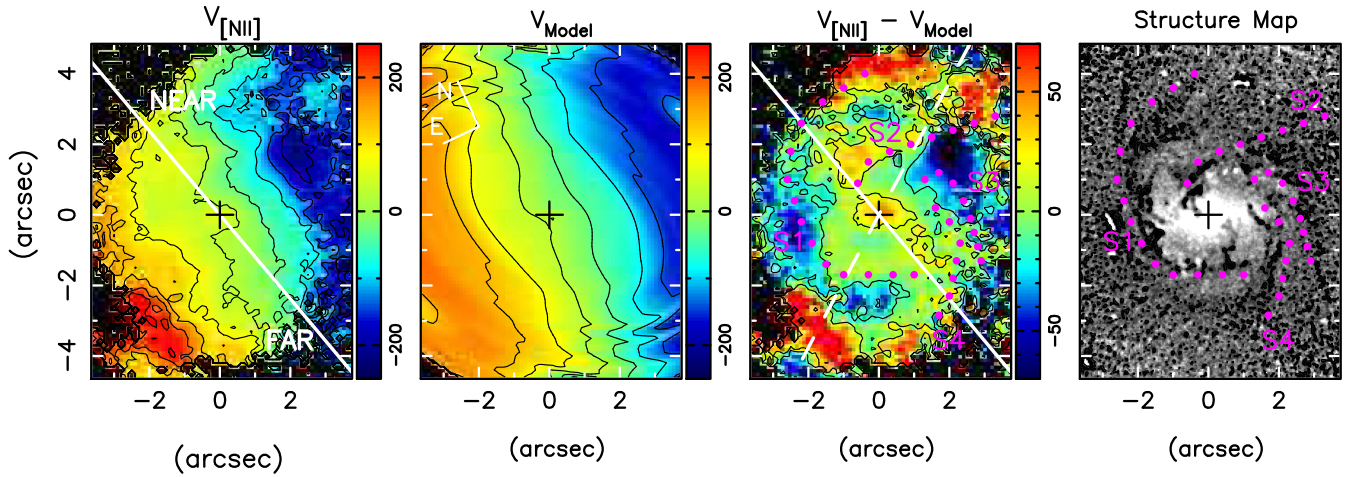 V[NII]
VModel
V[NII] − VModel
Structure Map
(arcsec)
4
2
0
−2
−4
NEAR
FAR
200
0
−200
N
E
200
0
−200
S2
S3
S1
S4
50
0
−50
S2
S3
S1
S4
−2 0 2
−2 0 2
−2 0 2
−2 0 2
(arcsec)
(arcsec)
(arcsec)
(arcsec)